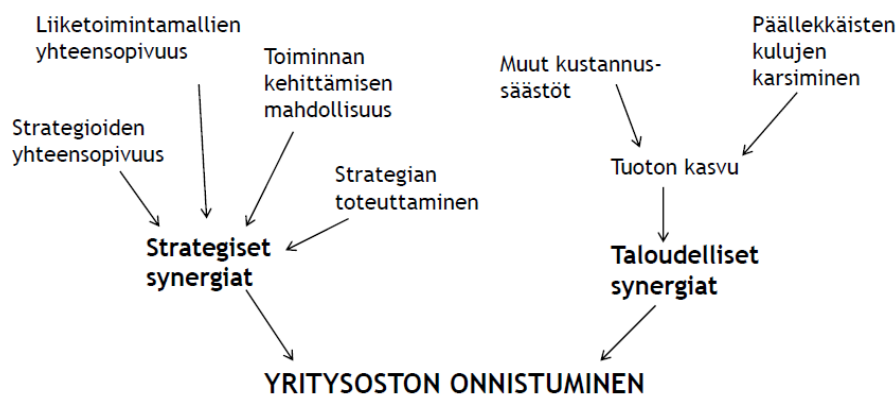 Liiketoimintamallien
yhteensopivuus
Toiminnan
kehittämisen
mahdollisuus
Muut kustannus-
säästöt
Päällekkäisten
kulujen
karsiminen
Strategioiden
yhteensopivuus
Strategian
toteuttaminen
Tuoton kasvu
Strategiset
synergiat
Taloudelliset
synergiat
YRITYSOSTON ONNISTUMINEN